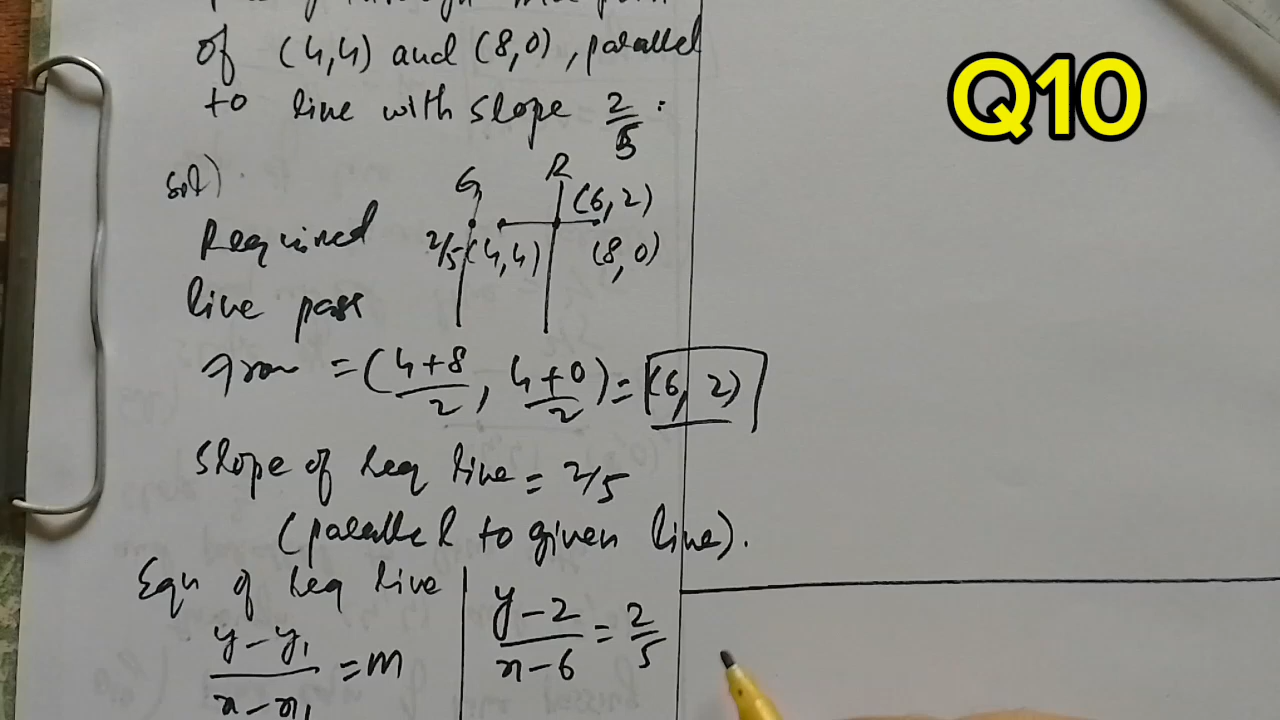 of (4,4) and (8,0), parallel
to line with slope 2/5 :
Q10
Sol)
G R
(6,2)
Required 2/5 (4,4) (8,0)
line pass
from = (4+8/2, 4+0/2) = (6, 2)
Slope of req line = 2/5
(parallel to given line).
Eqn of req line
y-y₁/x-x₁ = m
y-2/x-6 = 2/5